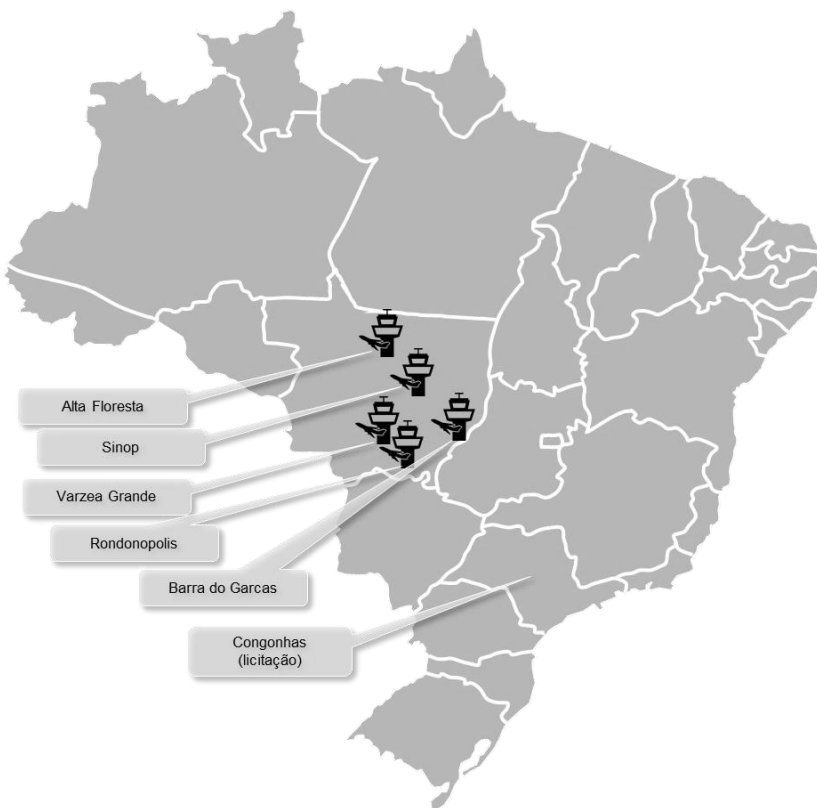 Alta Floresta
Sinop
Varzea Grande
Rondonopolis
Barra do Garcas
Congonhas
(licitação)